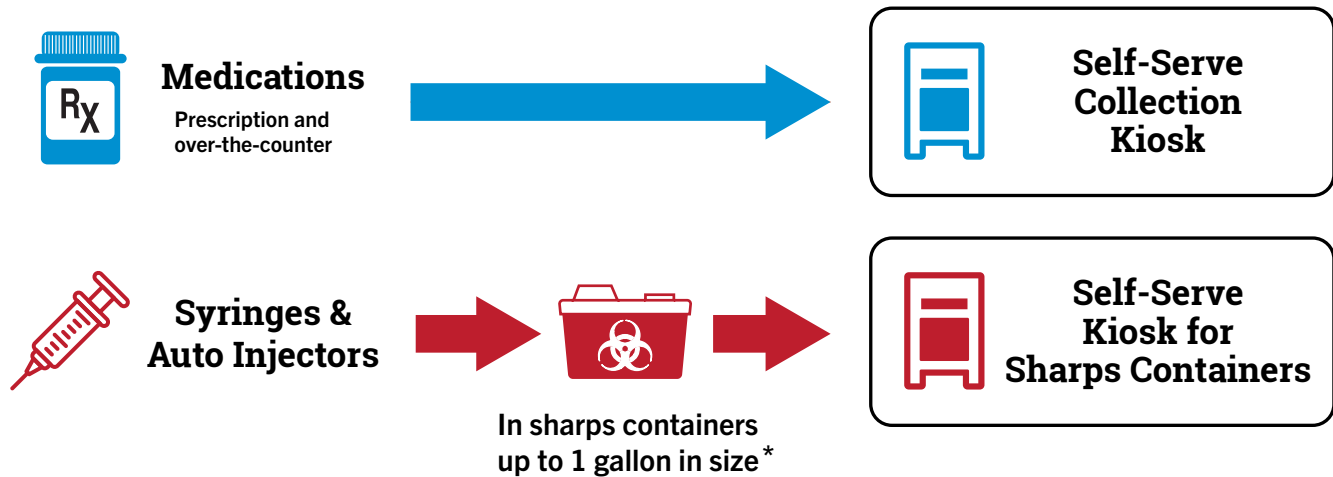 Rx
Medications
Prescription and
over-the-counter
Self-Serve
Collection
Kiosk
Syringes &
Auto Injectors
In sharps containers
up to 1 gallon in size*
Self-Serve
Kiosk for
Sharps Containers